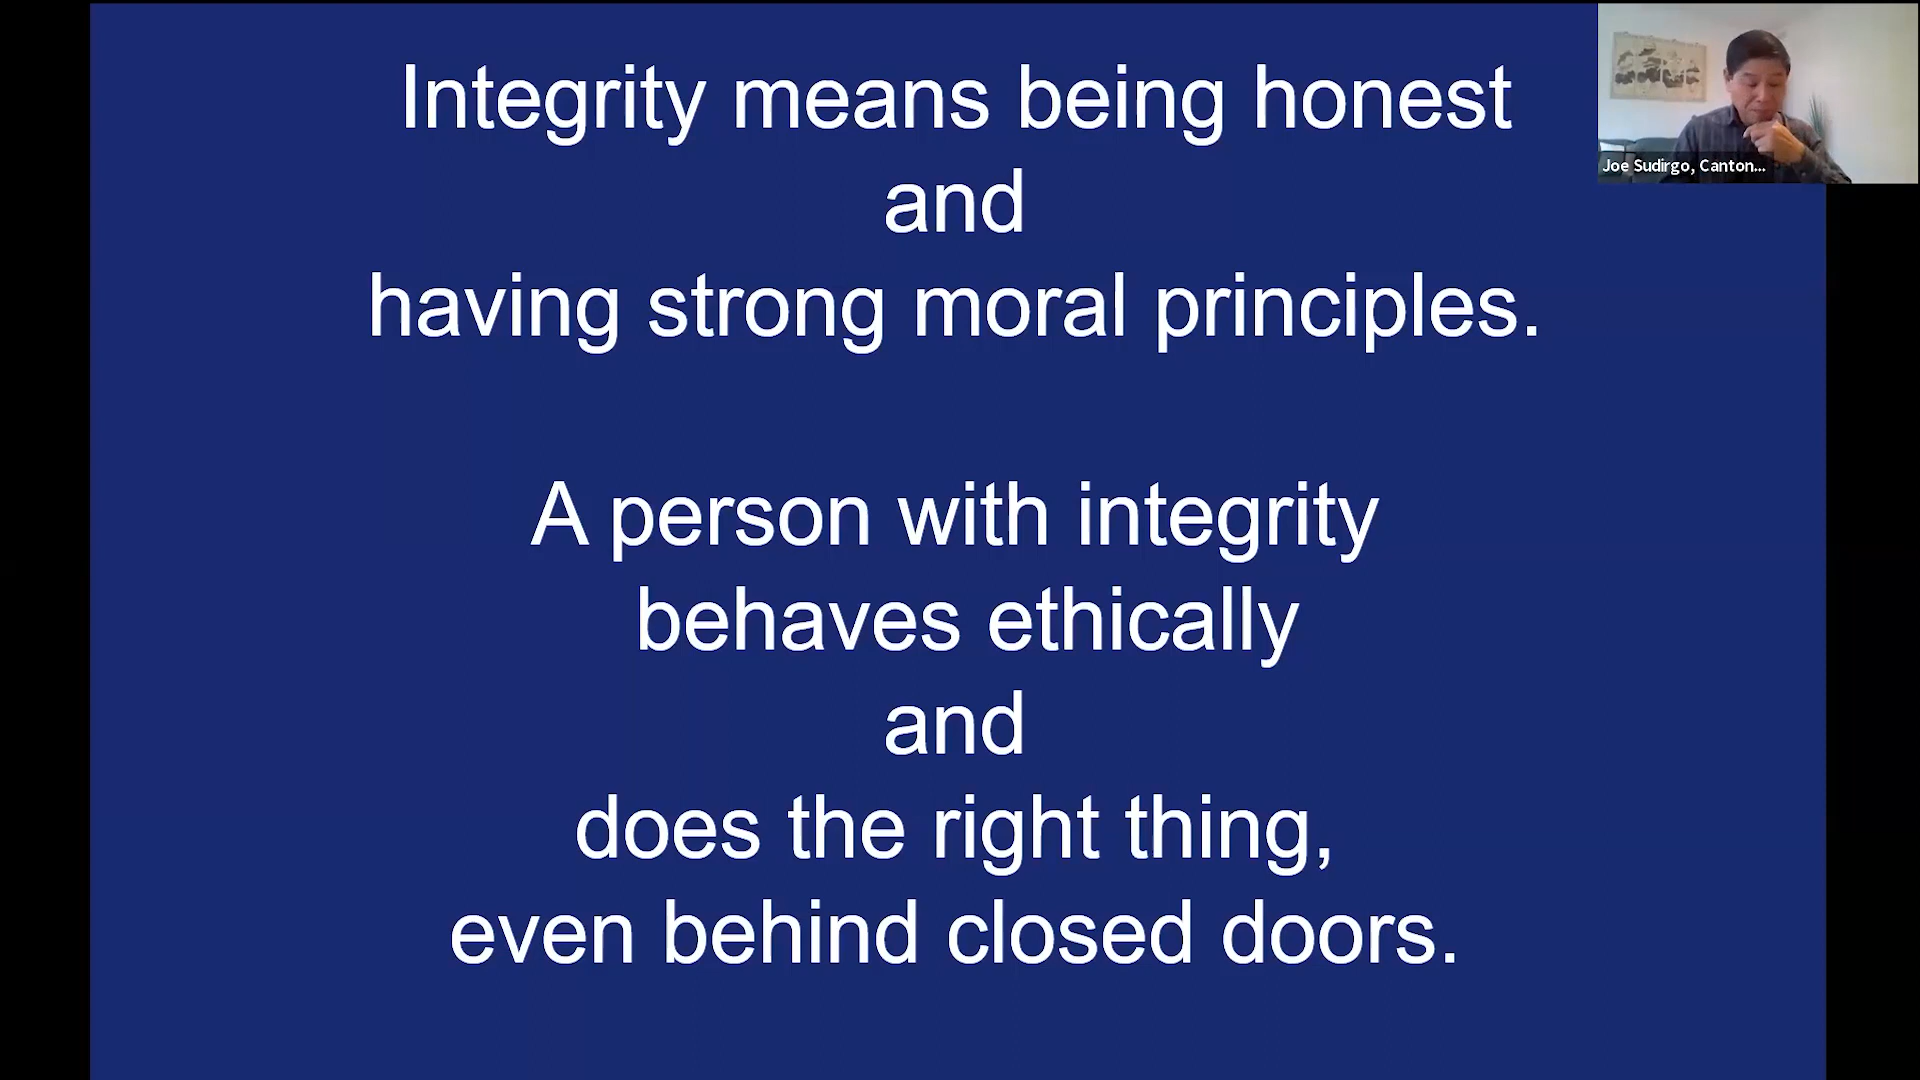 Integrity means being honest
and
having strong moral principles.
A person with integrity
behaves ethically
and
does the right thing,
even behind closed doors.
Joe Sudirgo, Canton...